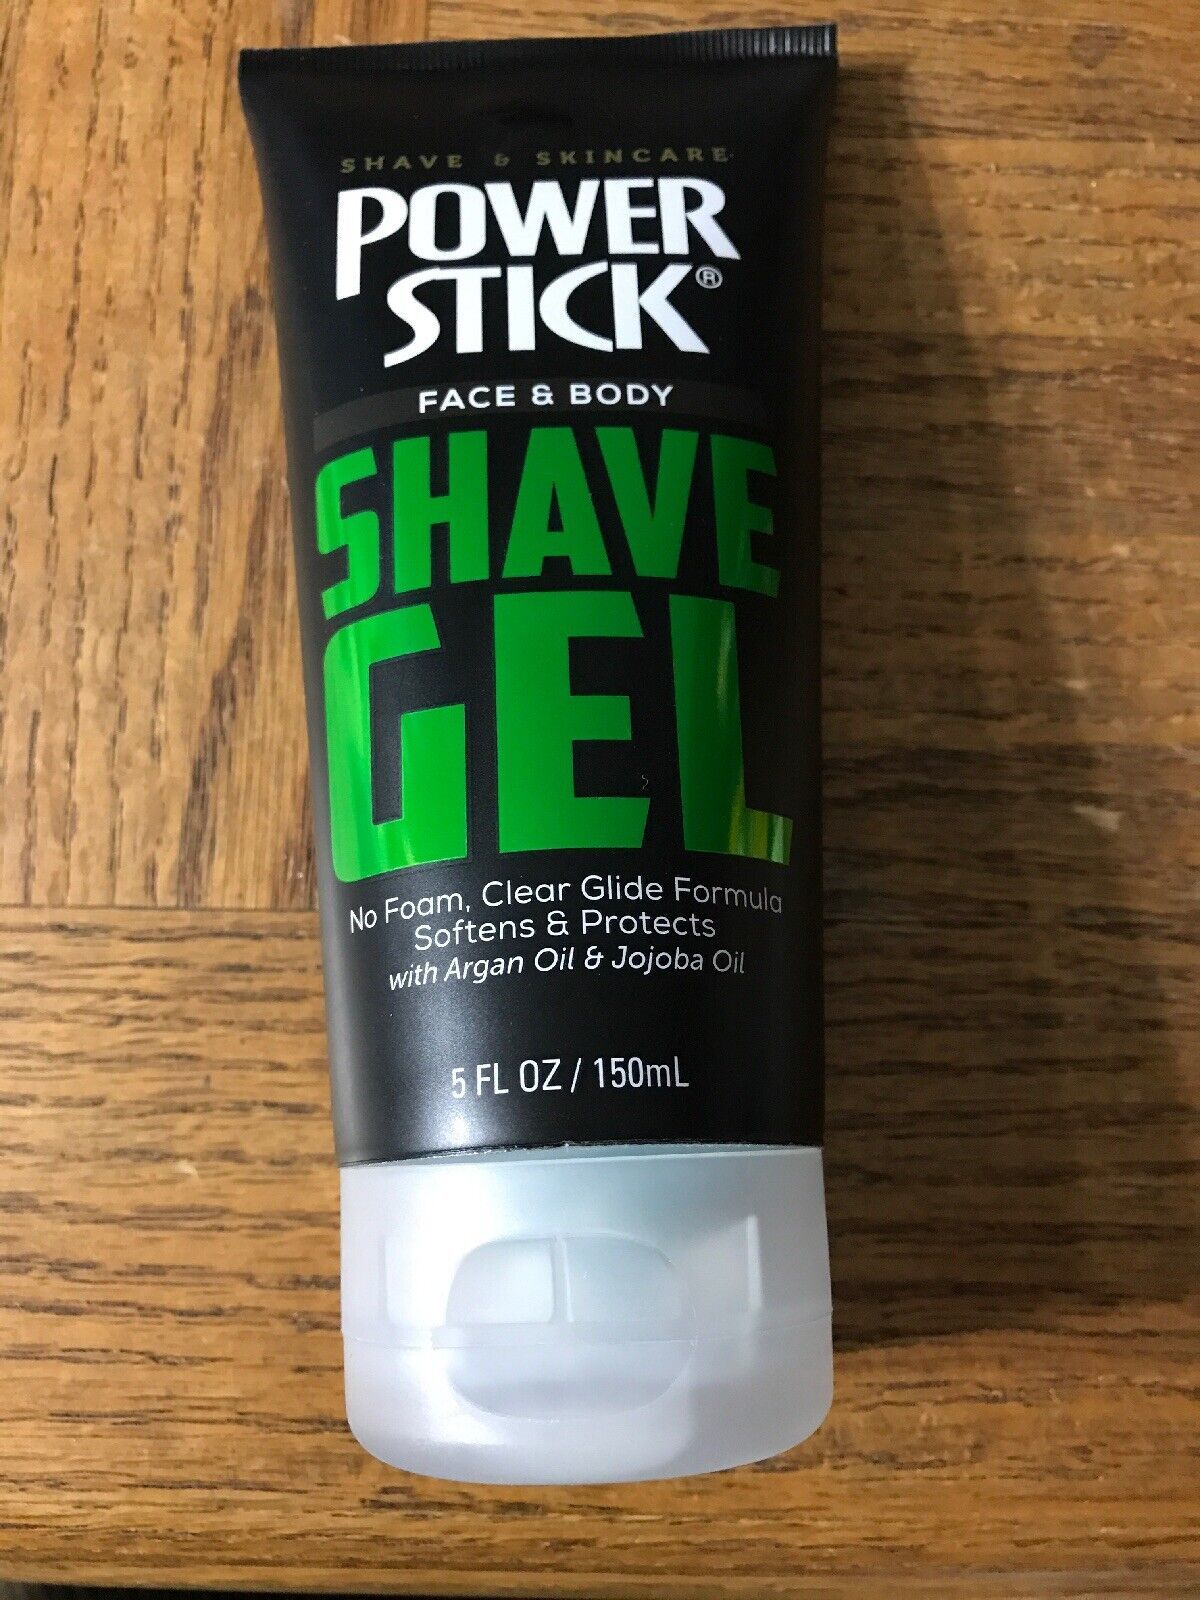 SHAVE & SKINCARE
POWER
STICK®
FACE & BODY
SHAVE
GEL
No Foam, Clear Glide Formula
Softens & Protects
with Argan Oil & Jojoba Oil
5 FL OZ / 150mL